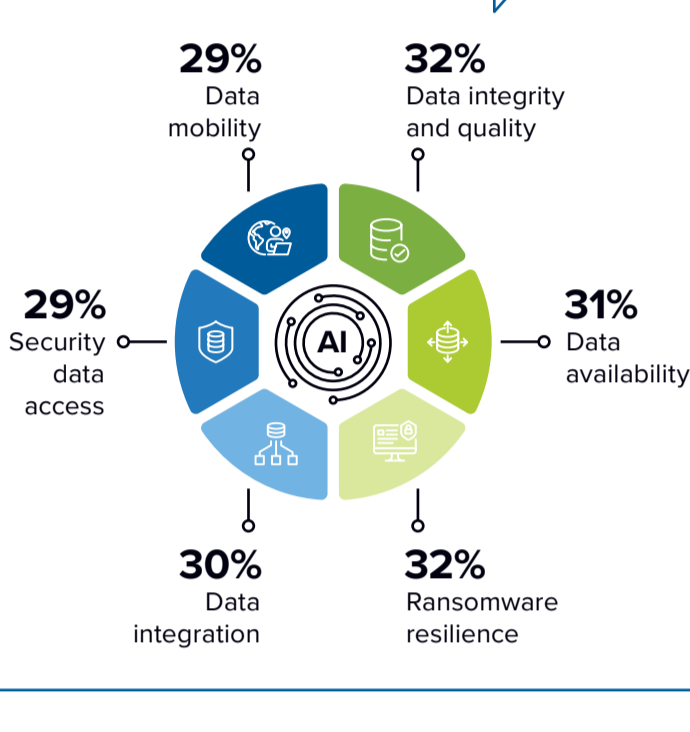 29%
Data
mobility
32%
Data integrity
and quality
29%
Security
data
access
AI
31%
Data
availability
30%
Data
integration
32%
Ransomware
resilience